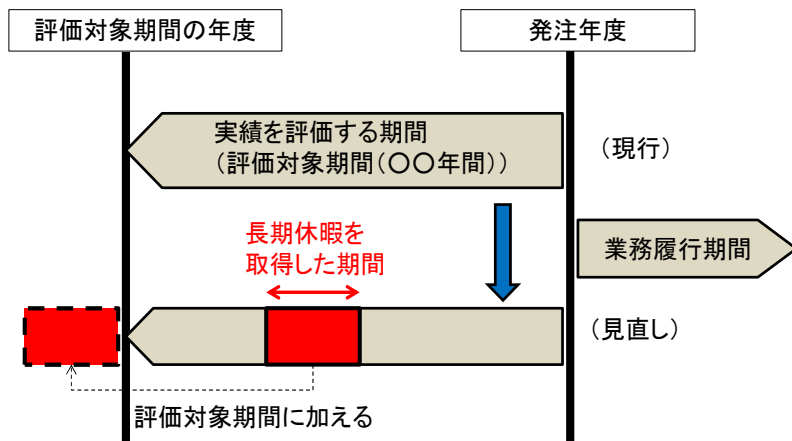 評価対象期間の年度
発注年度
実績を評価する期間
(評価対象期間(〇〇年間))
(現行)
長期休暇を
取得した期間
業務履行期間
(見直し)
評価対象期間に加える